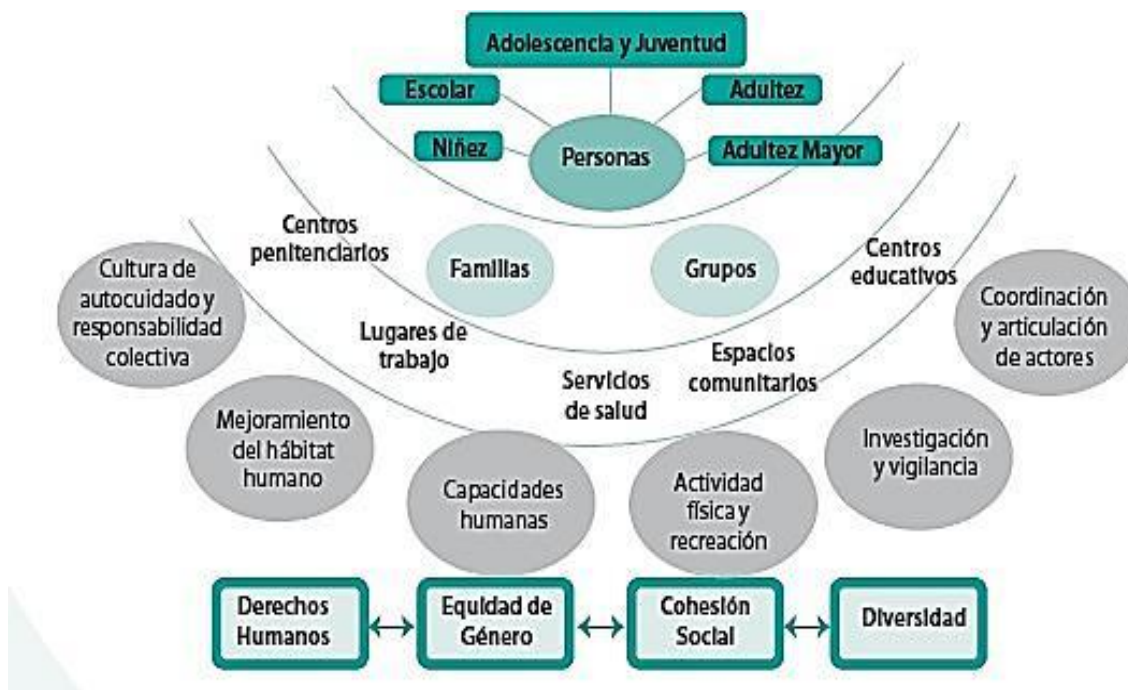 Adolescencia y Juventud
Escolar
Adultez
Niñez
Personas
Adultez Mayor
Centros
penitenciarios
Familias
Grupos
Centros
educativos
Lugares de
trabajo
Servicios
de salud
Espacios
comunitarios
Cultura de
autocuidado y
responsabilidad
colectiva
Mejoramiento
del hábitat
humano
Capacidades
humanas
Actividad
física y
recreación
Investigación
y vigilancia
Coordinación
y articulación
de actores
Derechos
Humanos
Equidad de
Género
Cohesión
Social
Diversidad